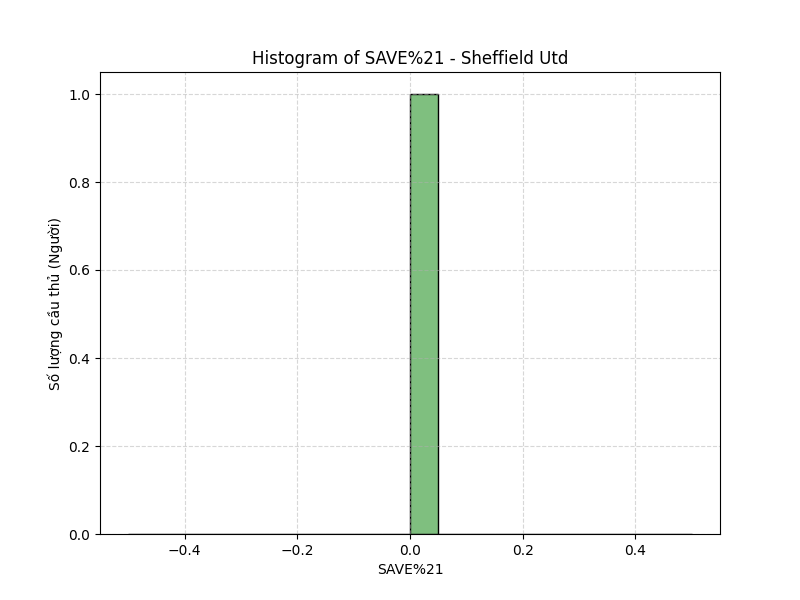 Histogram of SAVE%21 - Sheffield Utd
Số lượng cầu thủ (Người)
1.0
0.8
0.6
0.4
0.2
0.0
−0.4 −0.2 0.0 0.2 0.4
SAVE%21